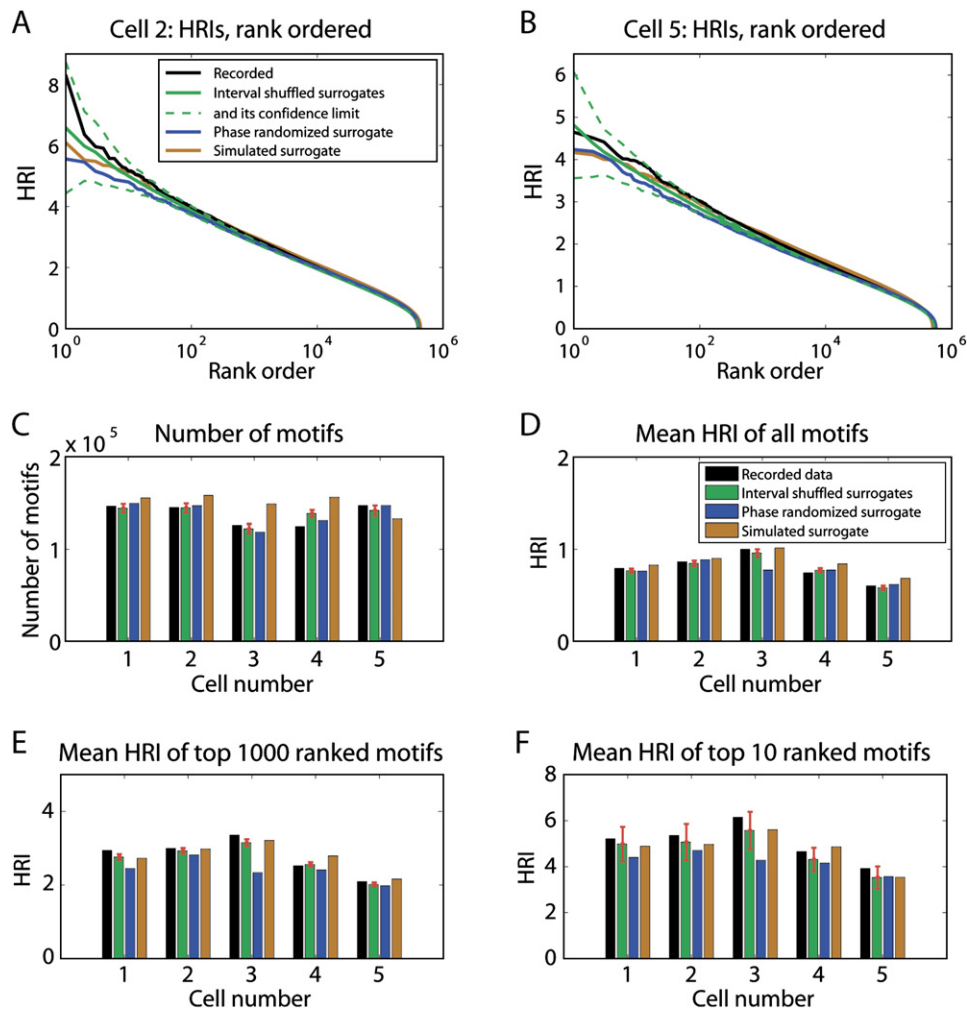 A
Cell 2: HRIs, rank ordered
HRI
8
6
4
2
0
Recorded
Interval shuffled surrogates
and its confidence limit
Phase randomized surrogate
Simulated surrogate
10^0
10^2
10^4
10^6
Rank order
B
Cell 5: HRIs, rank ordered
HRI
6
5
4
3
2
1
0
10^0
10^2
10^4
10^6
Rank order
C
Number of motifs
x 10^5
Number of motifs
2
1
0
1 2 3 4 5
Cell number
D
Mean HRI of all motifs
HRI
2
1
0
Recorded data
Interval shuffled surrogates
Phase randomized surrogate
Simulated surrogate
1 2 3 4 5
Cell number
E
Mean HRI of top 1000 ranked motifs
HRI
4
2
0
1 2 3 4 5
Cell number
F
Mean HRI of top 10 ranked motifs
HRI
8
6
4
2
0
1 2 3 4 5
Cell number